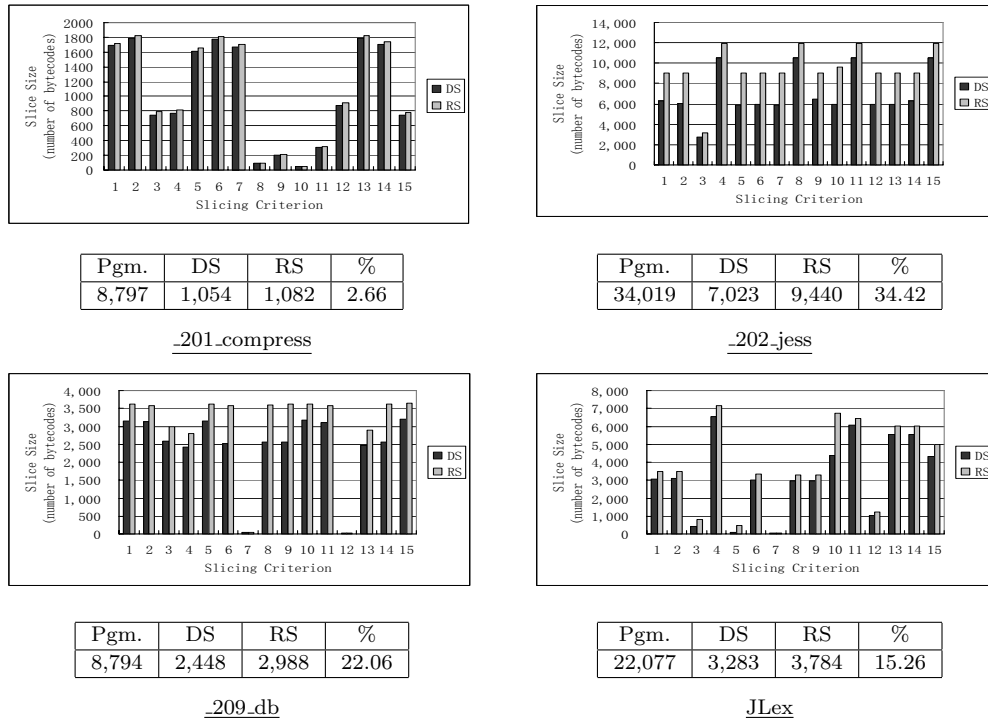 Slice Size
(number of bytecodes)
2000
1800
1600
1400
1200
1000
800
600
400
200
0
1 2 3 4 5 6 7 8 9 10 11 12 13 14 15
Slicing Criterion
DS
RS
Pgm. DS RS %
8,797 1,054 1,082 2.66
_201_compress
Slice Size
(number of bytecodes)
14,000
12,000
10,000
8,000
6,000
4,000
2,000
0
1 2 3 4 5 6 7 8 9 10 11 12 13 14 15
Slicing Criterion
DS
RS
Pgm. DS RS %
34,019 7,023 9,440 34.42
_202_jess
Slice Size
(number of bytecodes)
4,000
3,500
3,000
2,500
2,000
1,500
1,000
500
0
1 2 3 4 5 6 7 8 9 10 11 12 13 14 15
Slicing Criterion
DS
RS
Pgm. DS RS %
8,794 2,448 2,988 22.06
_209_db
Slice Size
(number of bytecodes)
8,000
7,000
6,000
5,000
4,000
3,000
2,000
1,000
0
1 2 3 4 5 6 7 8 9 10 11 12 13 14 15
Slicing Criterion
DS
RS
Pgm. DS RS %
22,077 3,283 3,784 15.26
JLex